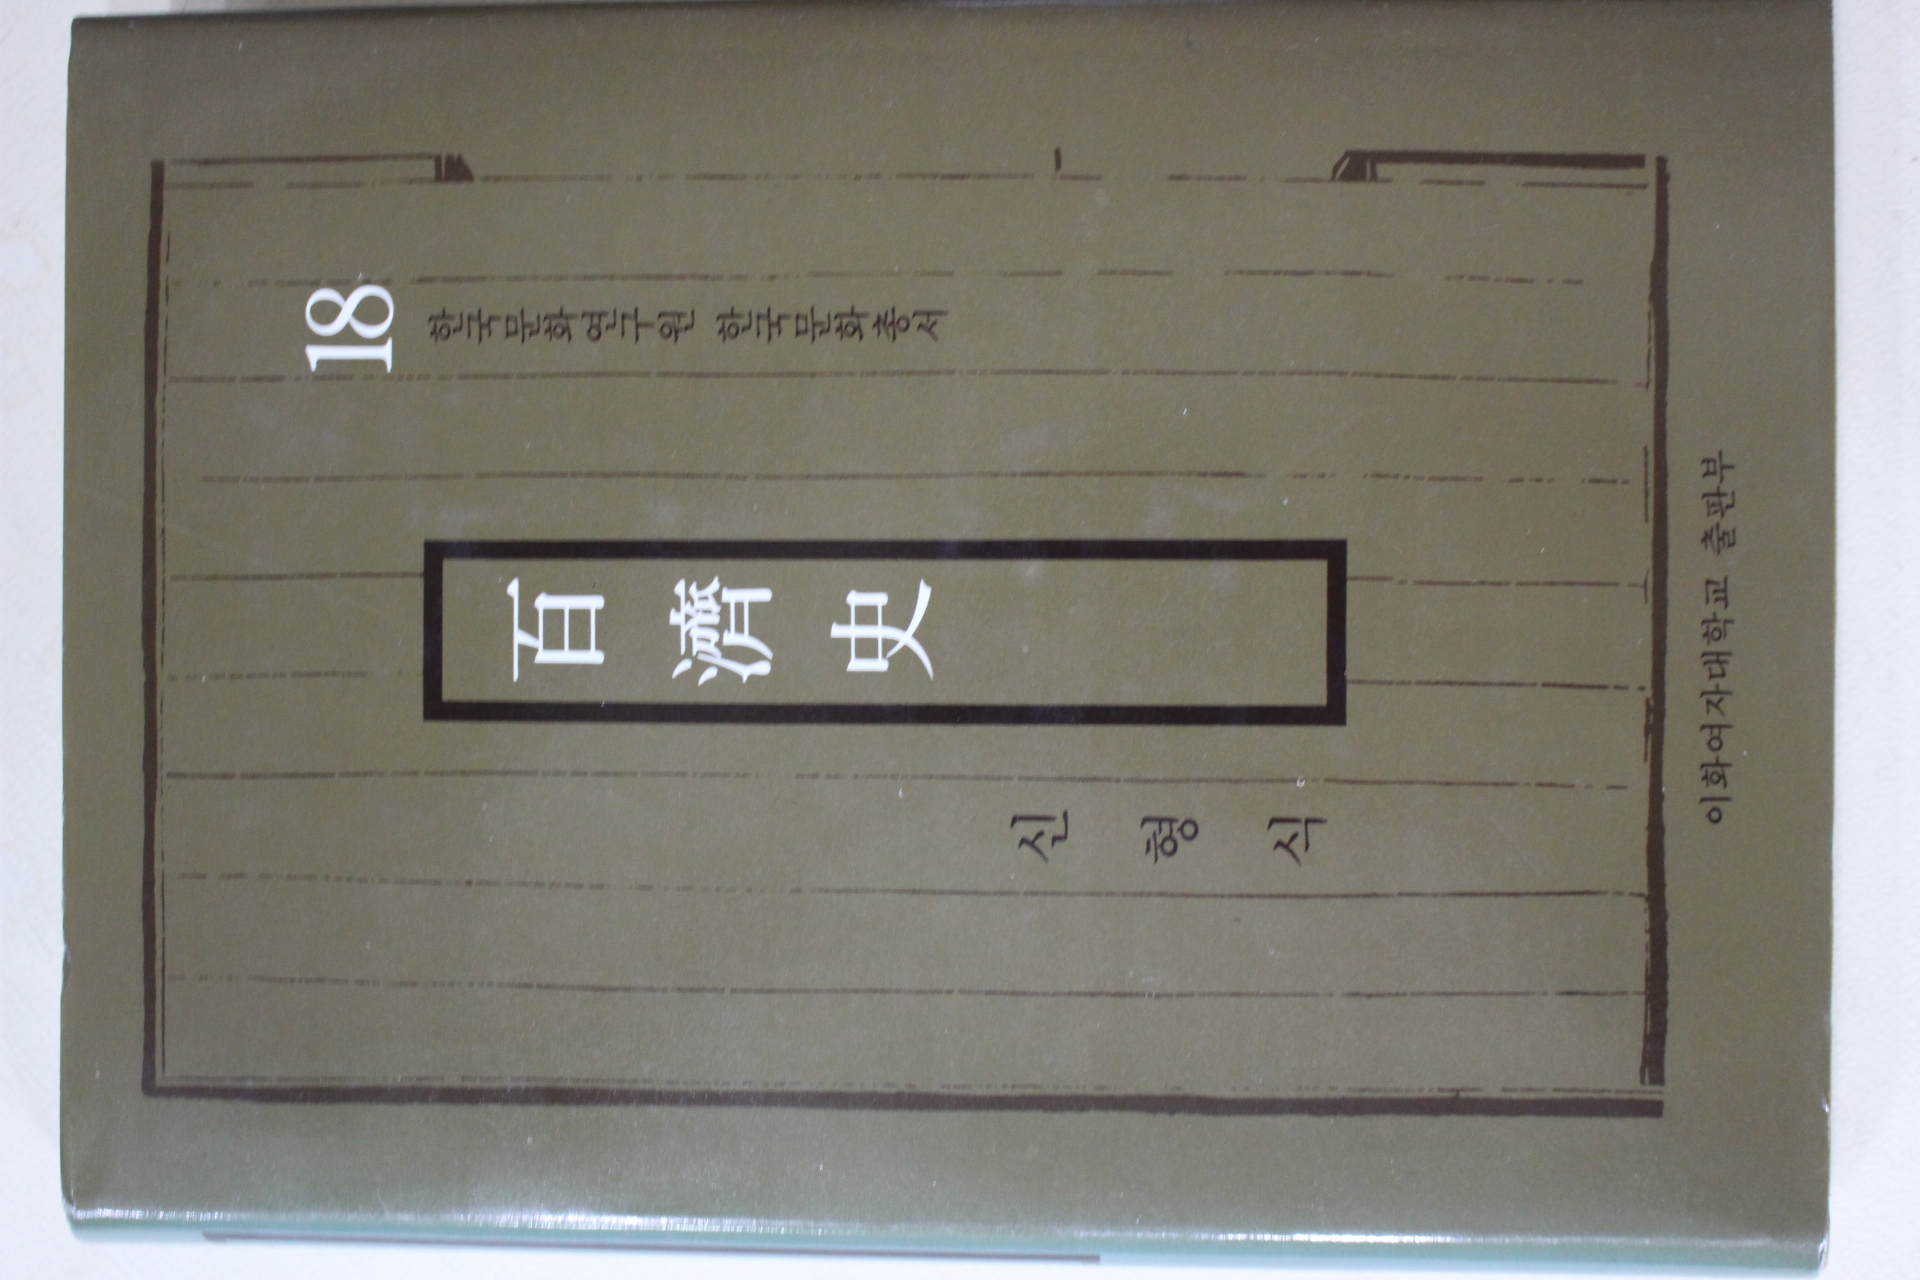 18
한국문화연구원 한국문화총서
百濟史
신형식
이화여자대학교 출판부